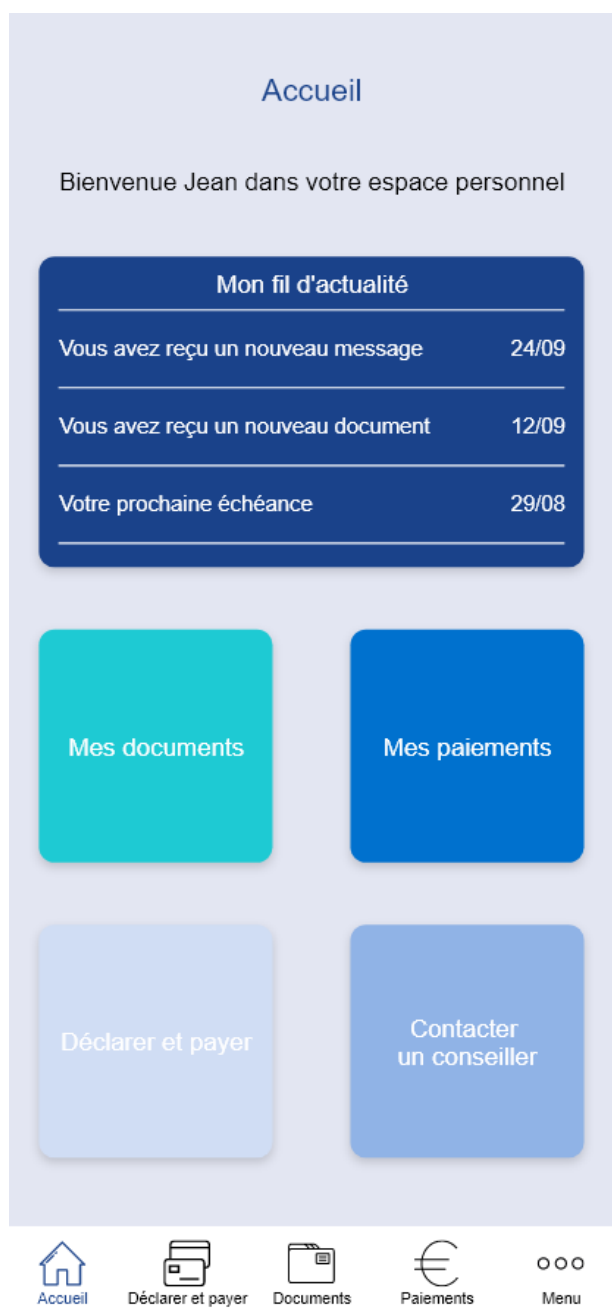 Accueil
Bienvenue Jean dans votre espace personnel
Mon fil d'actualité
Vous avez reçu un nouveau message 24/09
Vous avez reçu un nouveau document 12/09
Votre prochaine échéance 29/08
Mes documents
Mes paiements
Déclarer et payer
Contacter
un conseiller
Accueil
Déclarer et payer
Documents
Paiements
Menu